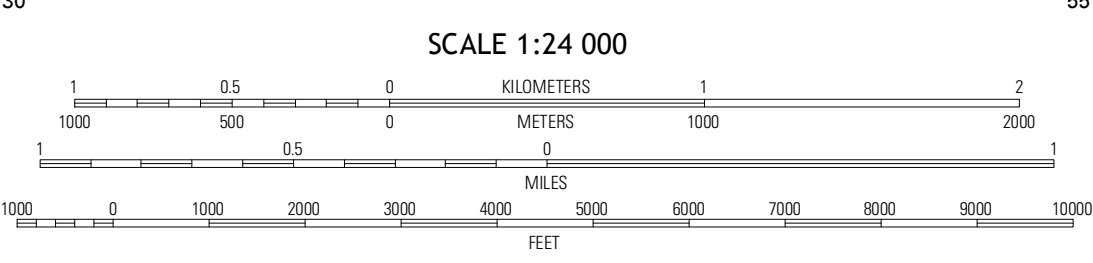 30 55
SCALE 1:24 000
1 0.5 0 KILOMETERS 1 2
1000 500 0 METERS 1000 2000
1 0.5 0 1
MILES
1000 0 1000 2000 3000 4000 5000 6000 7000 8000 9000 10000
FEET